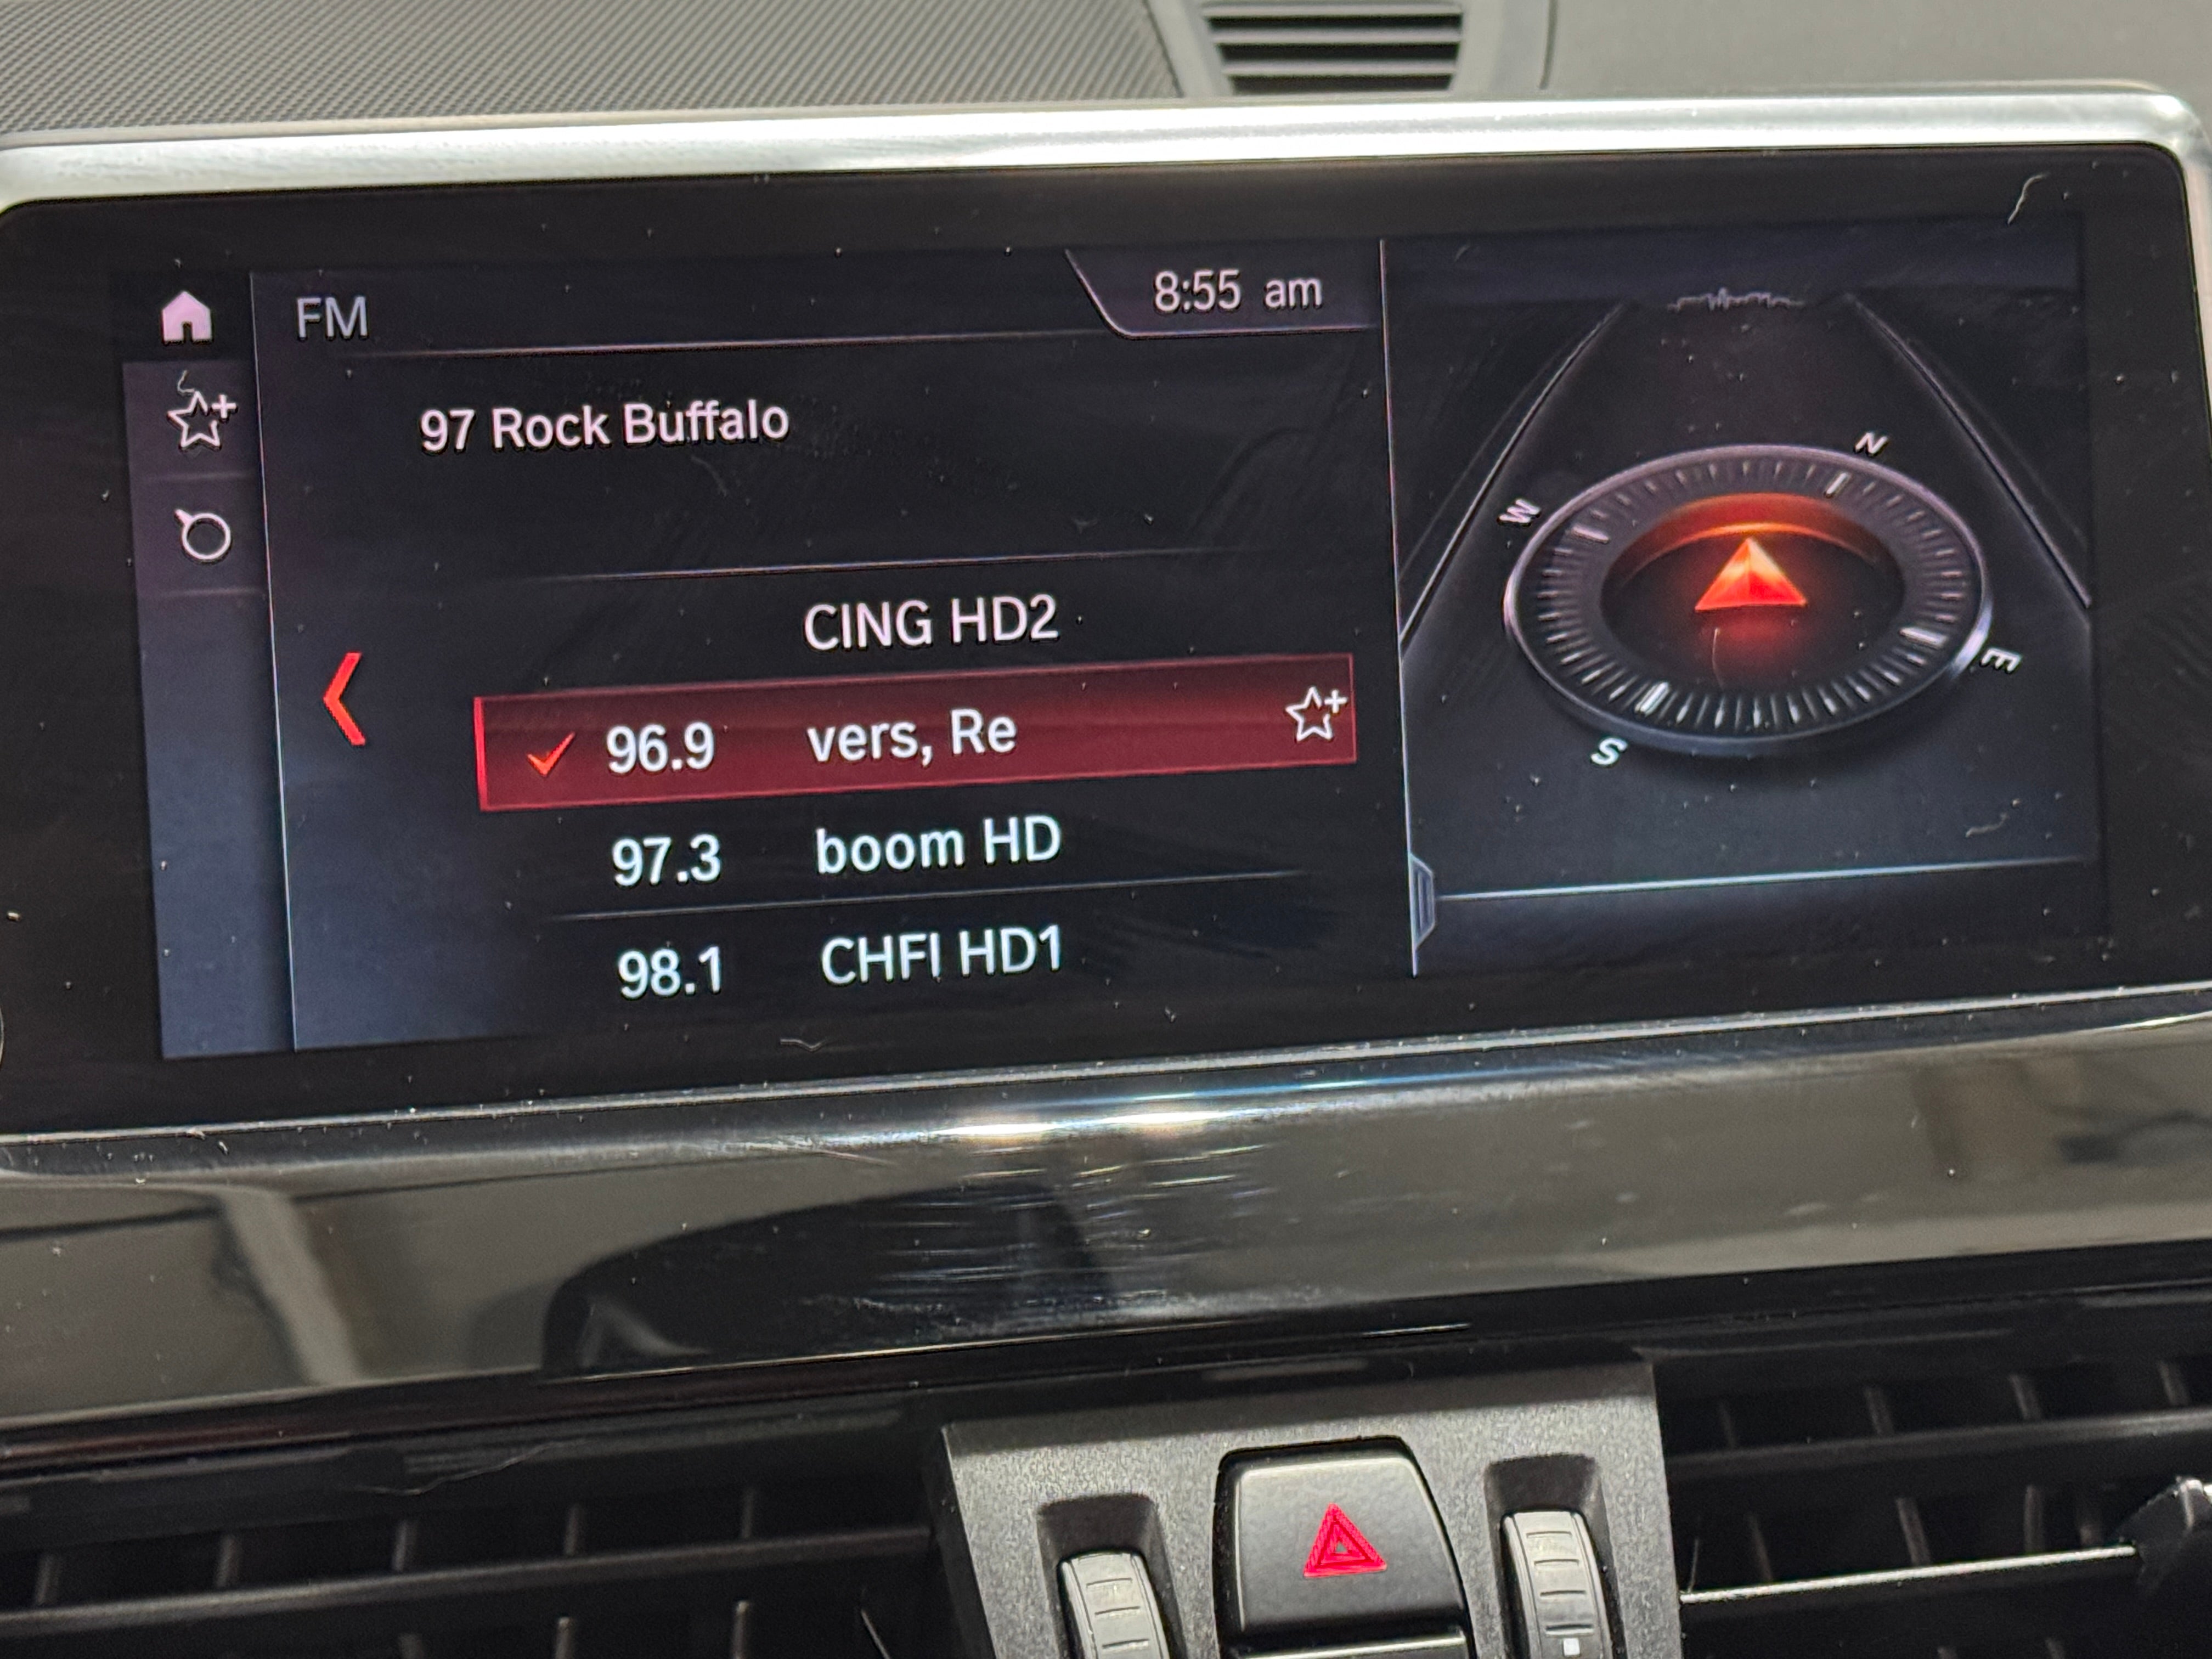 FM
8:55 am
97 Rock Buffalo
CING HD2
96.9 vers, Re
97.3 boom HD
98.1 CHFI HD1
N
W
E
S